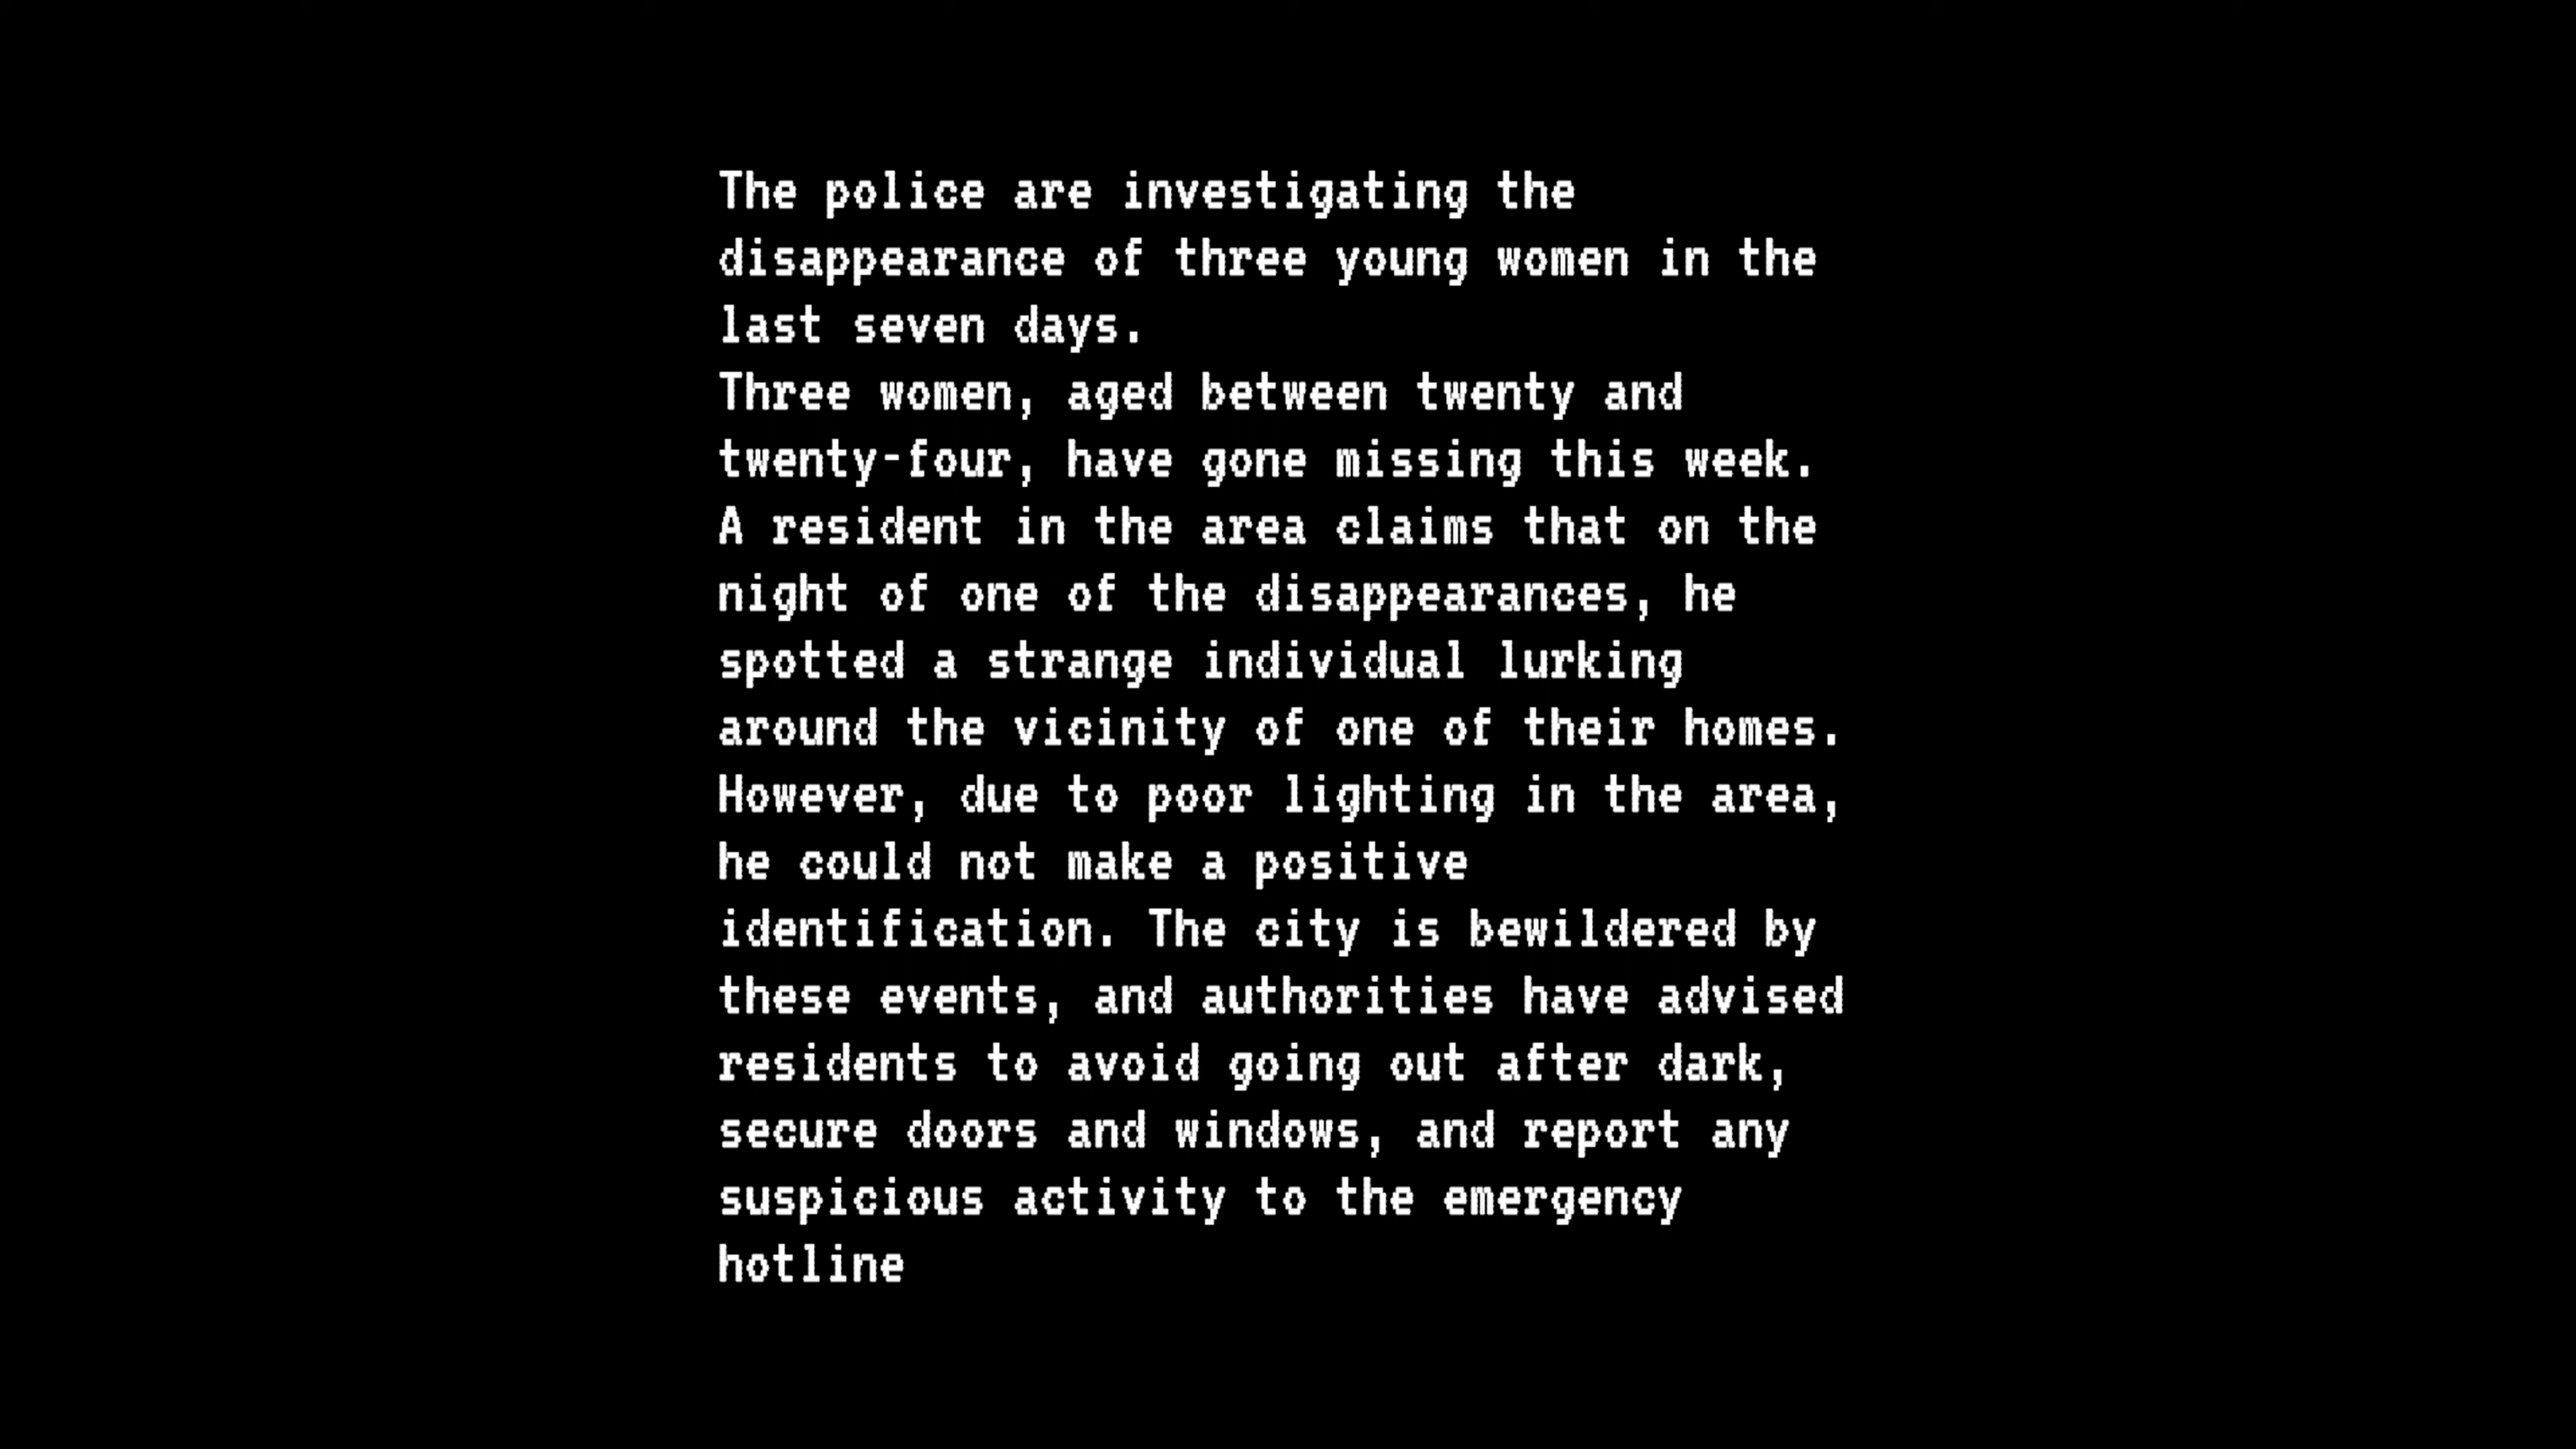 The police are investigating the
disappearance of three young women in the
last seven days.
Three women, aged between twenty and
twenty-four, have gone missing this week.
A resident in the area claims that on the
night of one of the disappearances, he
spotted a strange individual lurking
around the vicinity of one of their homes.
However, due to poor lighting in the area,
he could not make a positive
identification. The city is bewildered by
these events, and authorities have advised
residents to avoid going out after dark,
secure doors and windows, and report any
suspicious activity to the emergency
hotline